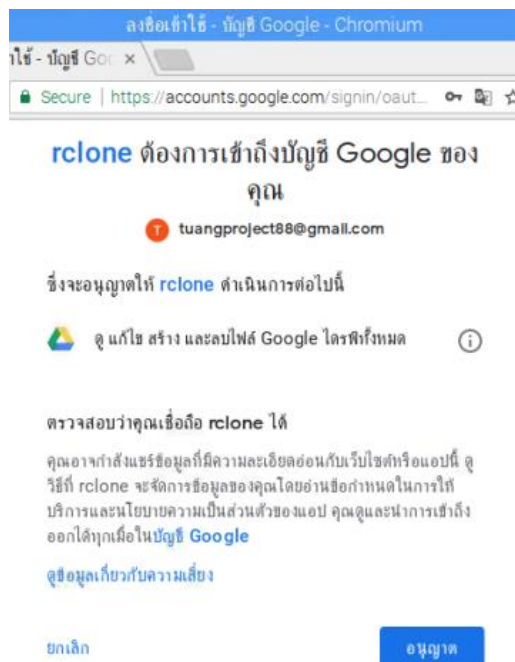 ลงชื่อเข้าใช้ - บัญชี Google - Chromium
าใช้ - บัญชี Goo
Secure | https://accounts.google.com/signin/oaut...
rclone ต้องการเข้าถึงบัญชี Google ของ
คุณ
T tuangproject88@gmail.com
ซึ่งจะอนุญาตให้ rclone ดำเนินการต่อไปนี้
ดู แก้ไข สร้าง และลบไฟล์ Google ไดรฟ์ทั้งหมด
ตรวจสอบว่าคุณเชื่อถือ rclone ได้
คุณอาจกำลังแชร์ข้อมูลที่มีความละเอียดอ่อนกับเว็บไซต์หรือแอปนี้ ดู
วิธีที่ rclone จะจัดการข้อมูลของคุณโดยอ่านข้อกำหนดในการให้
บริการและนโยบายความเป็นส่วนตัวของแอป คุณดูและนำการเข้าถึง
ออกได้ทุกเมื่อในบัญชี Google
ดูข้อมูลเกี่ยวกับความเสี่ยง
ยกเลิก
อนุญาต